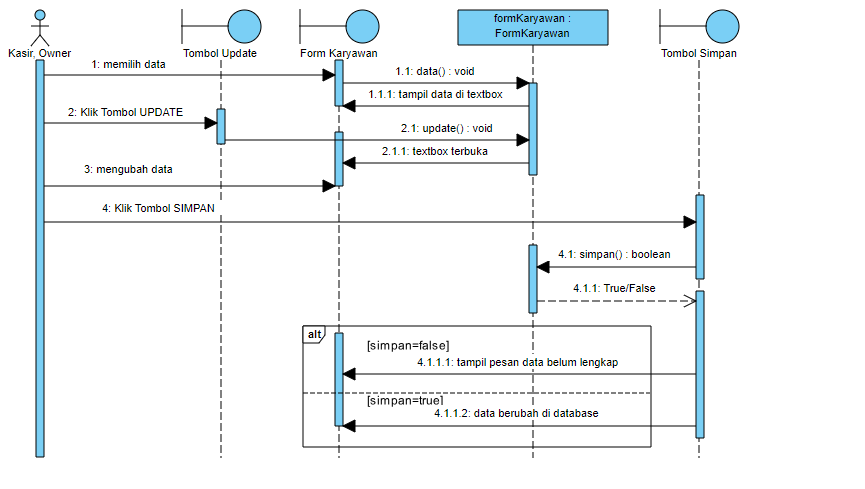 formKaryawan :
FormKaryawan
Kasir, Owner
Tombol Update
Form Karyawan
Tombol Simpan
1: memilih data
1.1: data() : void
1.1.1: tampil data di textbox
2: Klik Tombol UPDATE
2.1: update() : void
2.1.1: textbox terbuka
3: mengubah data
4: Klik Tombol SIMPAN
4.1: simpan() : boolean
4.1.1: True/False
alt
[simpan=false]
4.1.1.1: tampil pesan data belum lengkap
[simpan=true]
4.1.1.2: data berubah di database